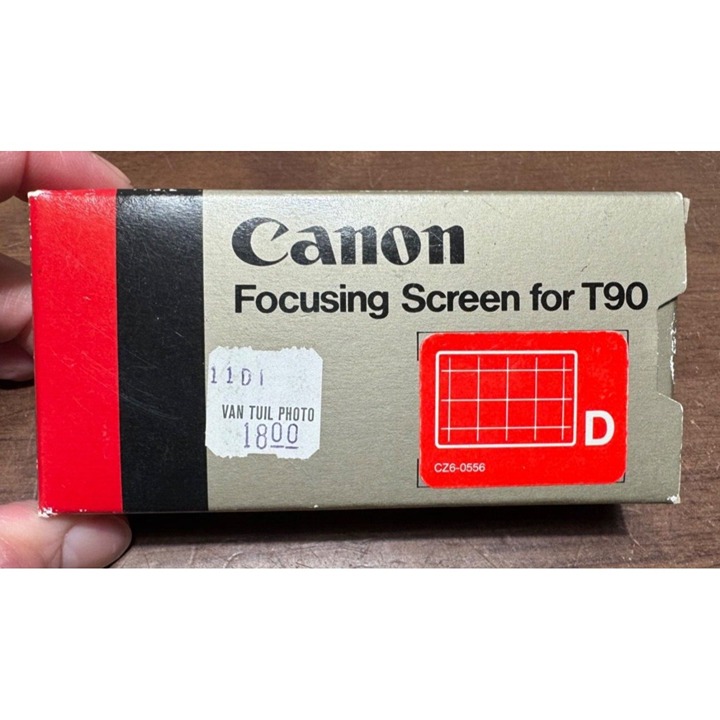 Canon
Focusing Screen for T90
11D1
VAN TUIL PHOTO
1800
D
CZ6-0556